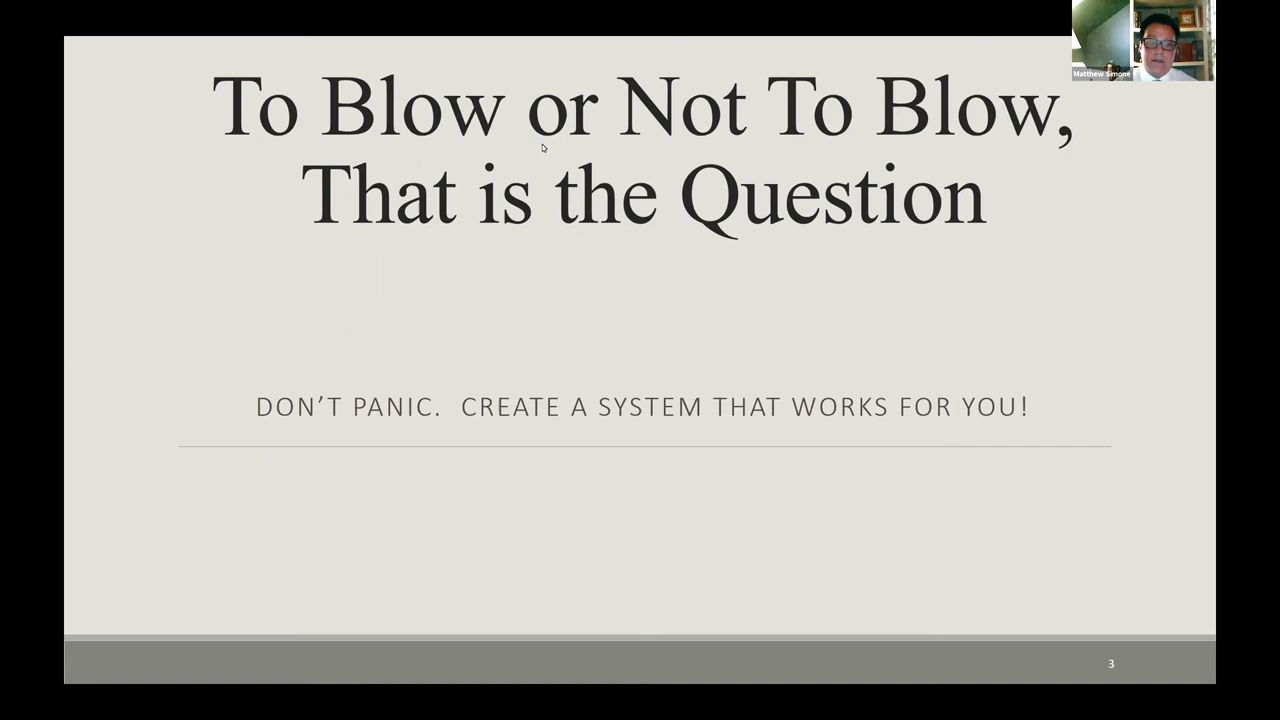 Matthew Simone
To Blow or Not To Blow,
That is the Question
DON’T PANIC.  CREATE A SYSTEM THAT WORKS FOR YOU!
3